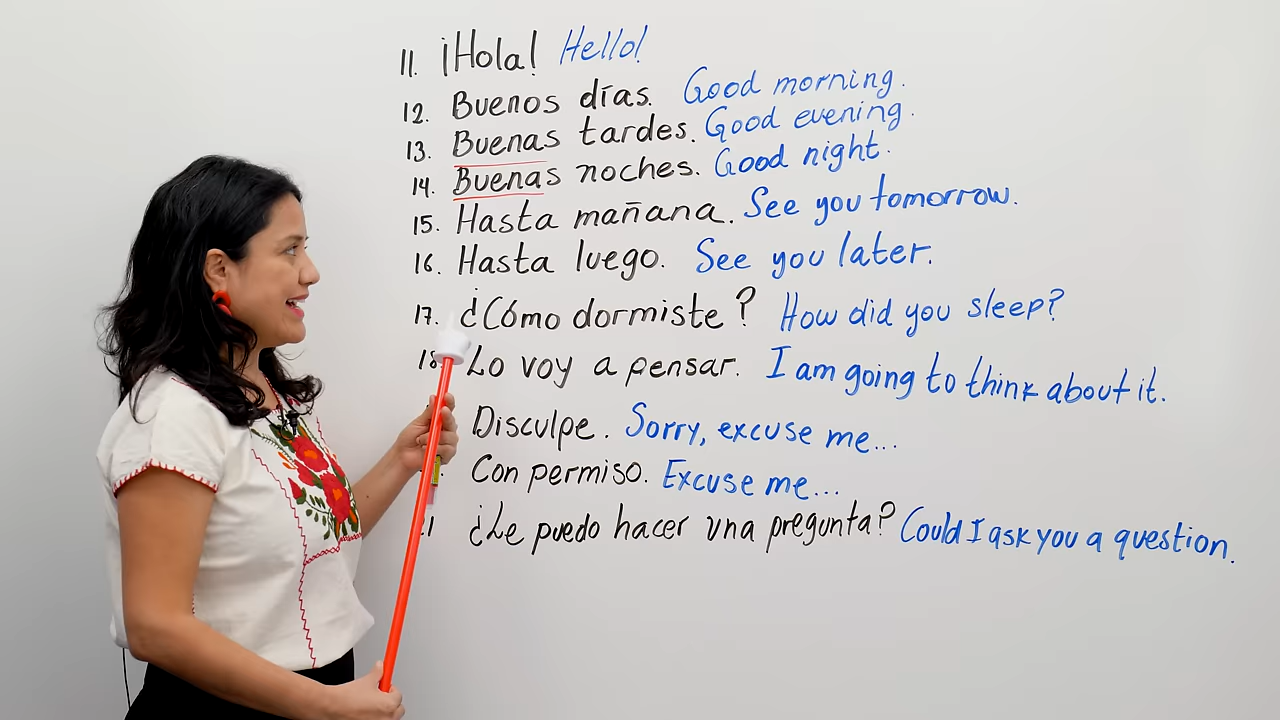 11. ¡Hola! Hello!
12. Buenos días. Good morning.
13. Buenas tardes. Good evening.
14. Buenas noches. Good night.
15. Hasta mañana. See you tomorrow.
16. Hasta luego. See you later.
17. ¿Cómo dormiste? How did you sleep?
18. Lo voy a pensar. I am going to think about it.
Disculpe. Sorry, excuse me...
Con permiso. Excuse me...
¿Le puedo hacer una pregunta? Could I ask you a question.